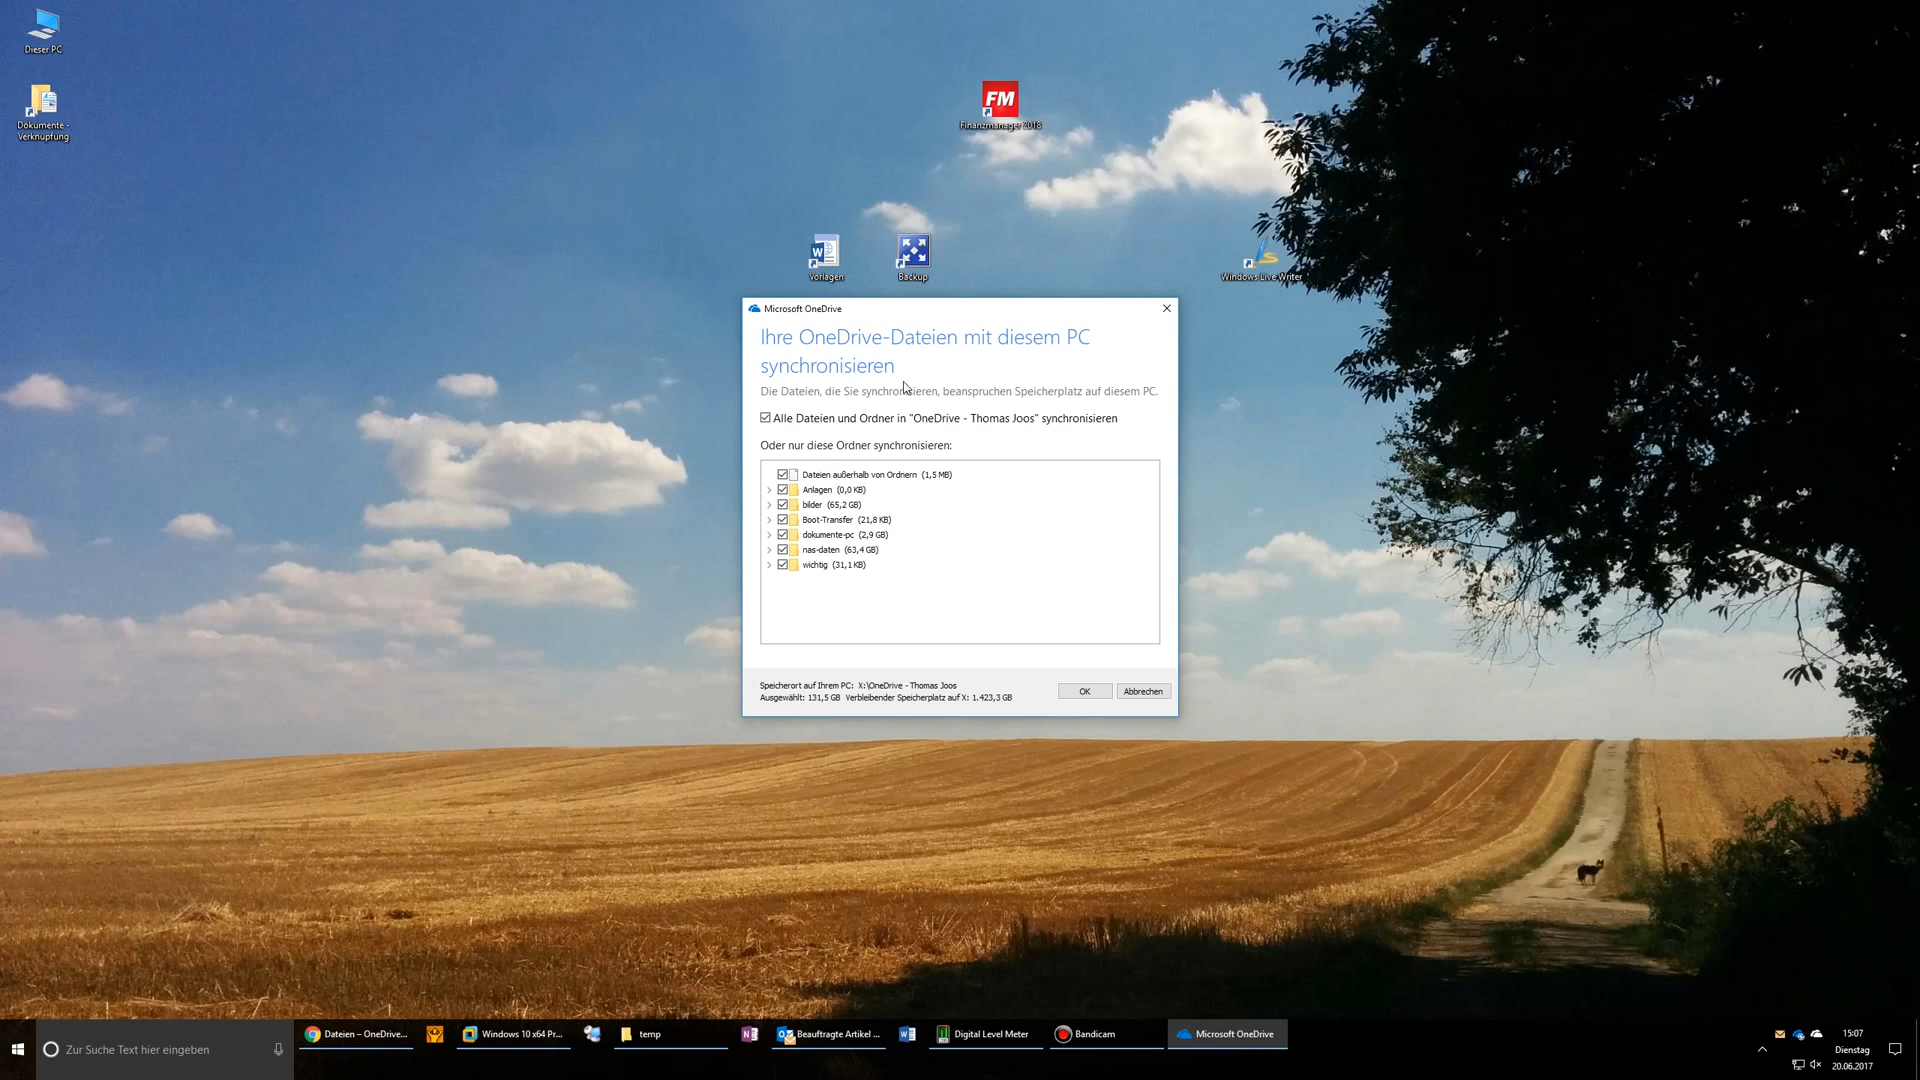 Dieser PC
Dokumente -
Verknüpfung
FM
Finanzmanager 2018
Vorlagen
Backup
Windows Live Writer
Microsoft OneDrive
Ihre OneDrive-Dateien mit diesem PC
synchronisieren
Die Dateien, die Sie synchronisieren, beanspruchen Speicherplatz auf diesem PC.
Alle Dateien und Ordner in "OneDrive - Thomas Joos" synchronisieren
Oder nur diese Ordner synchronisieren:
Dateien außerhalb von Ordnern (1,5 MB)
Anlagen (0,0 KB)
bilder (65,2 GB)
Boot-Transfer (21,8 KB)
dokumente-pc (2,9 GB)
nas-daten (63,4 GB)
wichtig (31,1 KB)
Speicherort auf Ihrem PC: X:\OneDrive - Thomas Joos
Ausgewählt: 131,5 GB Verbleibender Speicherplatz auf X: 1.423,3 GB
OK
Abbrechen
Zur Suche Text hier eingeben
Dateien – OneDrive...
Windows 10 x64 Pr...
temp
Beauftragte Artikel ...
Digital Level Meter
Bandicam
Microsoft OneDrive
15:07
Dienstag
20.06.2017